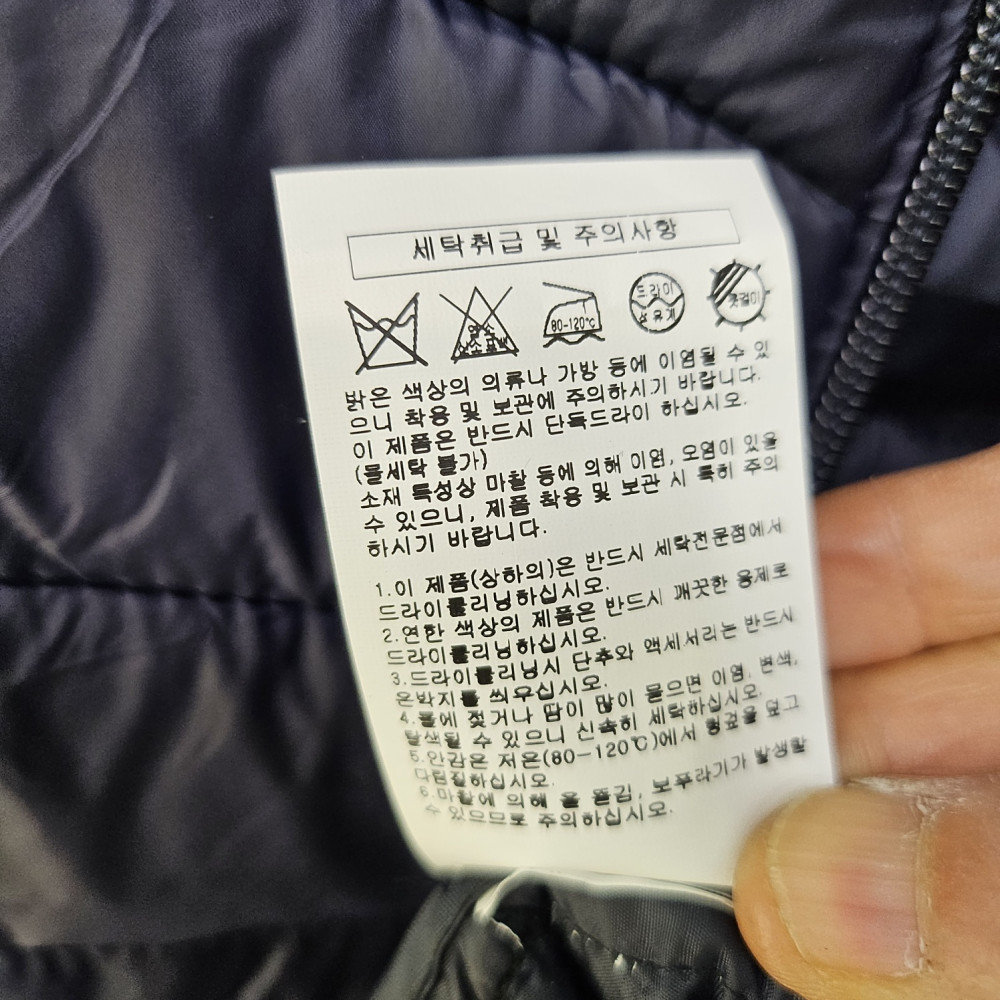 세탁취급 및 주의사항
염소
산소표백
80-120℃
드라이
석유계
옷걸이
밝은 색상의 의류나 가방 등에 이염될 수 있
으니 착용 및 보관에 주의하시기 바랍니다.
이 제품은 반드시 단독드라이 하십시오.
(물세탁 불가)
소재 특성상 마찰 등에 의해 이염, 오염이 있을
수 있으니, 제품 착용 및 보관 시 특히 주의
하시기 바랍니다.
1.이 제품(상하의)은 반드시 세탁전문점에서
드라이클리닝하십시오.
2.연한 색상의 제품은 반드시 깨끗한 용제로
드라이클리닝하십시오.
3.드라이클리닝시 단추와 액세서리는 반드시
은박지를 씌우십시오.
4.물에 젖거나 땀이 많이 묻으면 이염, 변색,
탈색될 수 있으니 신속히 세탁하십시오.
5.안감은 저온(80-120℃)에서 헝겊을 덮고
다림질하십시오.
6.마찰에 의해 올 뜯김, 보푸라기가 발생할
수 있으므로 주의하십시오.